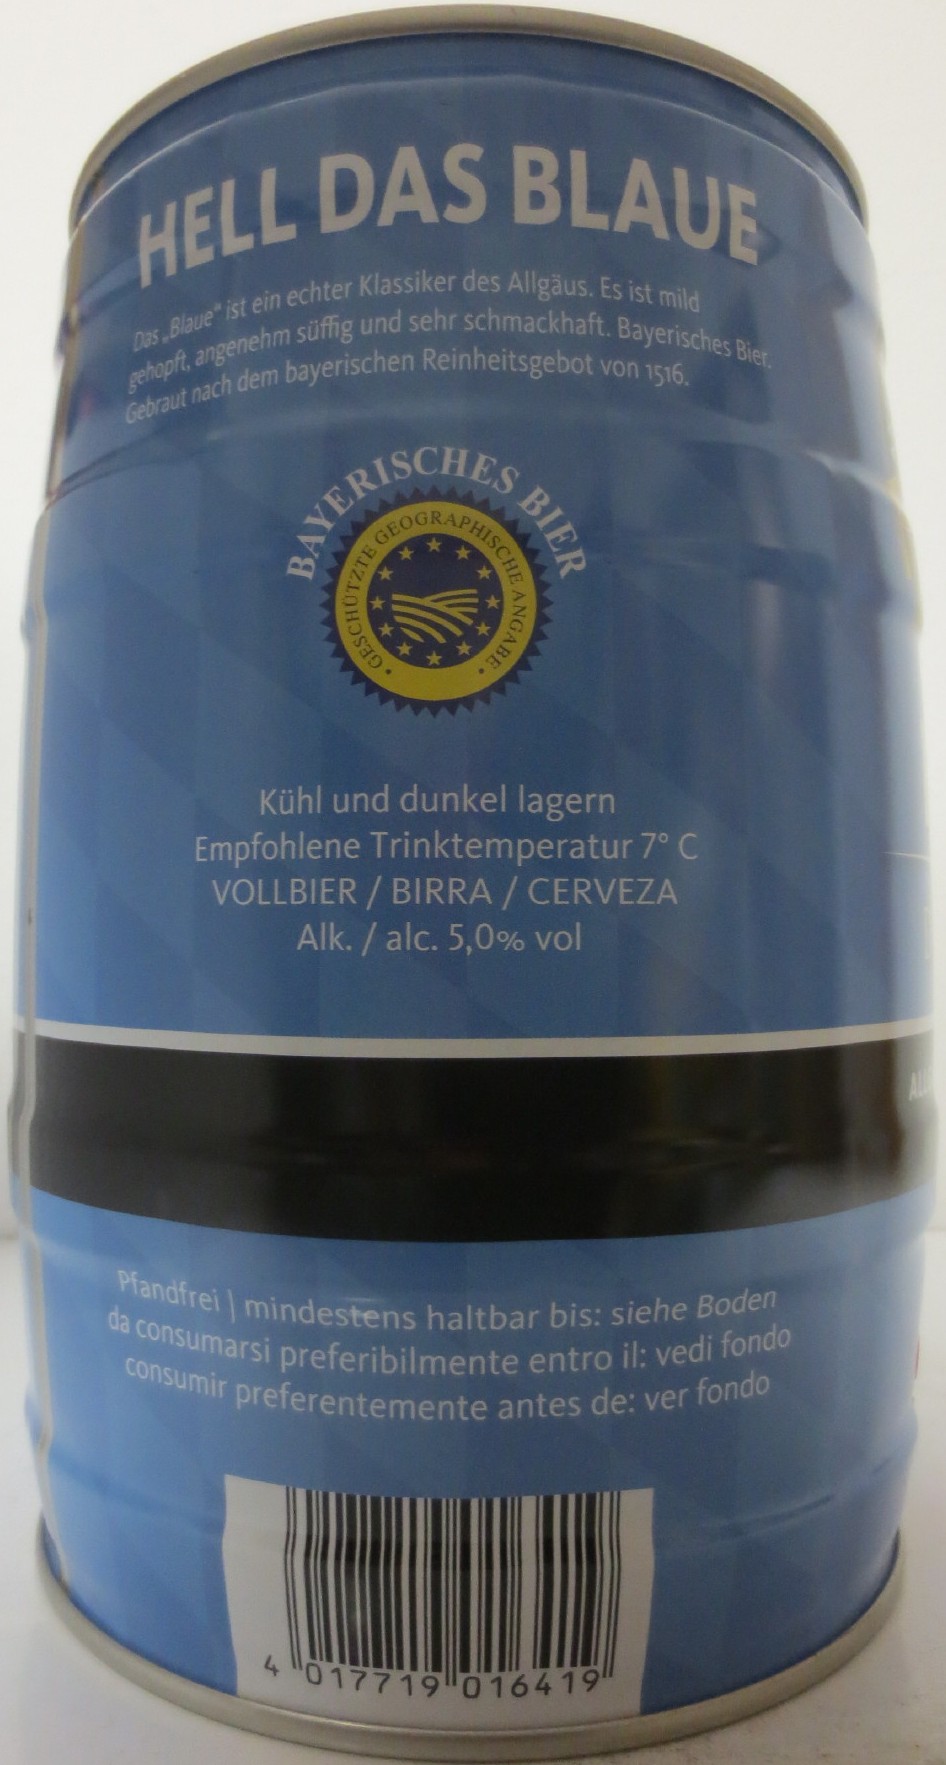 HELL DAS BLAUE
Das „Blaue“ ist ein echter Klassiker des Allgäus. Es ist mild
gehopft, angenehm süffig und sehr schmackhaft. Bayerisches Bier.
Gebraut nach dem bayerischen Reinheitsgebot von 1516.
BAYERISCHES BIER
GESCHÜTZTE GEOGRAPHISCHE ANGABE
Kühl und dunkel lagern
Empfohlene Trinktemperatur 7° C
VOLLBIER / BIRRA / CERVEZA
Alk. / alc. 5,0% vol
Pfandfrei | mindestens haltbar bis: siehe Boden
da consumarsi preferibilmente entro il: vedi fondo
consumir preferentemente antes de: ver fondo
4 017719 016419